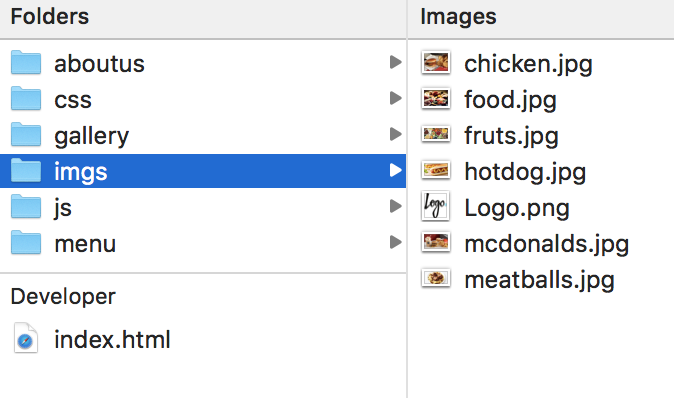 Folders
aboutus
css
gallery
imgs
js
menu
Developer
index.html
Images
chicken.jpg
food.jpg
fruts.jpg
hotdog.jpg
Logo
Logo.png
mcdonalds.jpg
meatballs.jpg